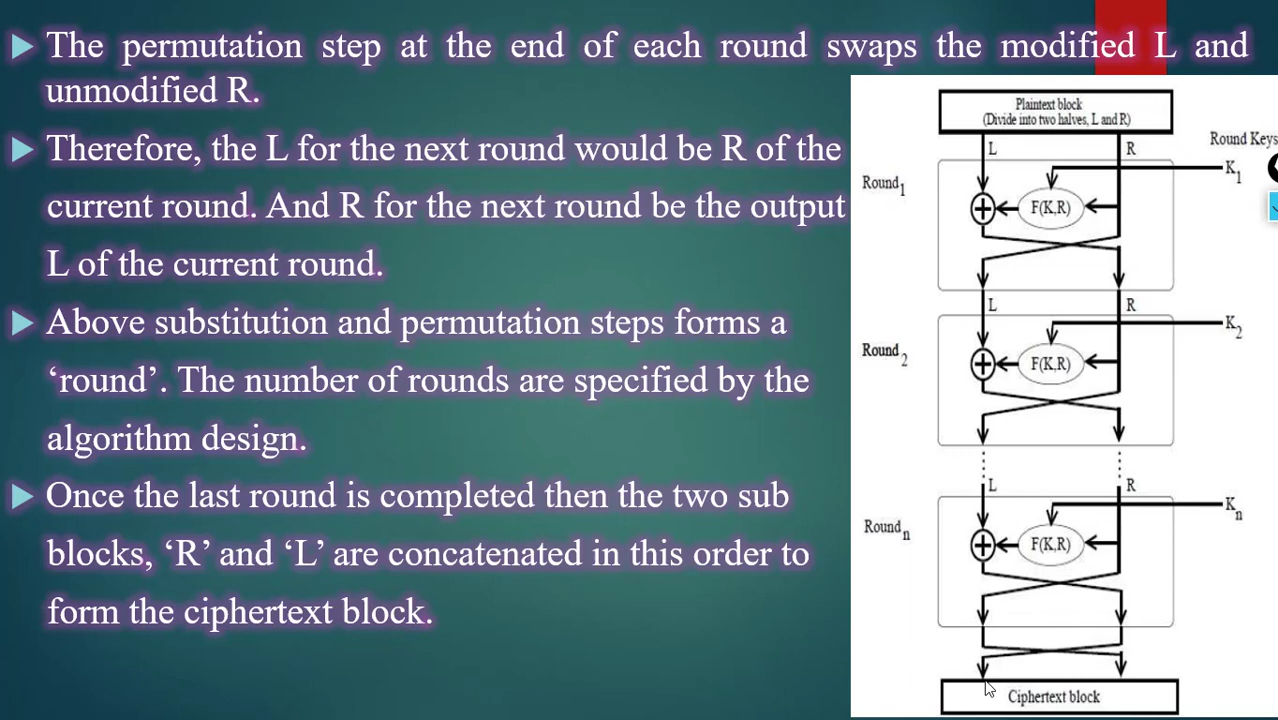 The permutation step at the end of each round swaps the modified L and
unmodified R.
Therefore, the L for the next round would be R of the
current round. And R for the next round be the output
L of the current round.
Above substitution and permutation steps forms a
‘round’. The number of rounds are specified by the
algorithm design.
Once the last round is completed then the two sub
blocks, ‘R’ and ‘L’ are concatenated in this order to
form the ciphertext block.
Plaintext block
(Divide into two halves, L and R)
Round Keys
L R
K1
Round1
F(K,R)
L R
K2
Round2
F(K,R)
L R
Kn
Roundn
F(K,R)
Ciphertext block